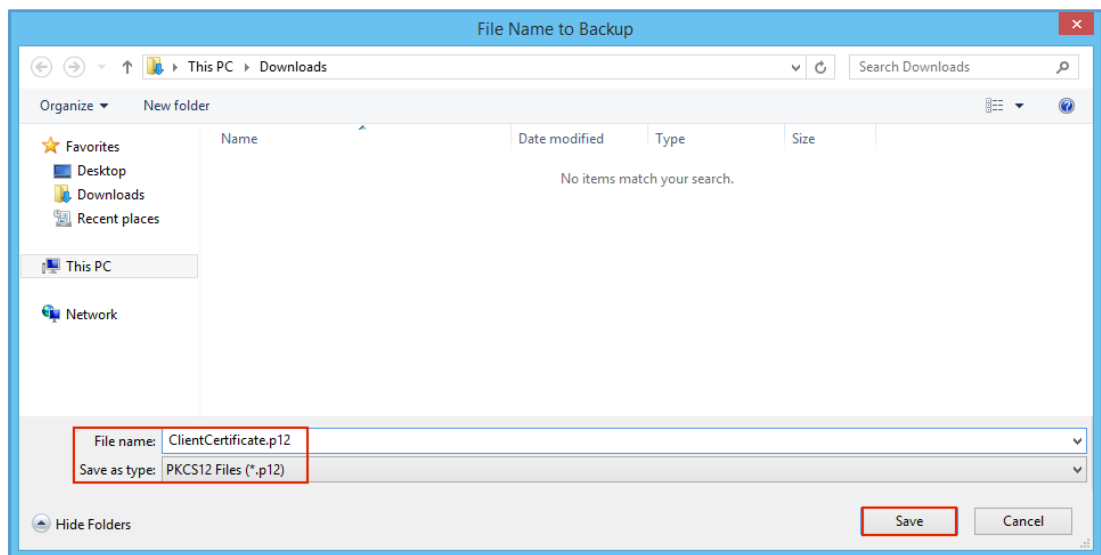 File Name to Backup
This PC Downloads Search Downloads
Organize New folder
Name Date modified Type Size
No items match your search.
Favorites
Desktop
Downloads
Recent places
This PC
Network
File name: ClientCertificate.p12
Save as type: PKCS12 Files (*.p12)
Hide Folders Save Cancel